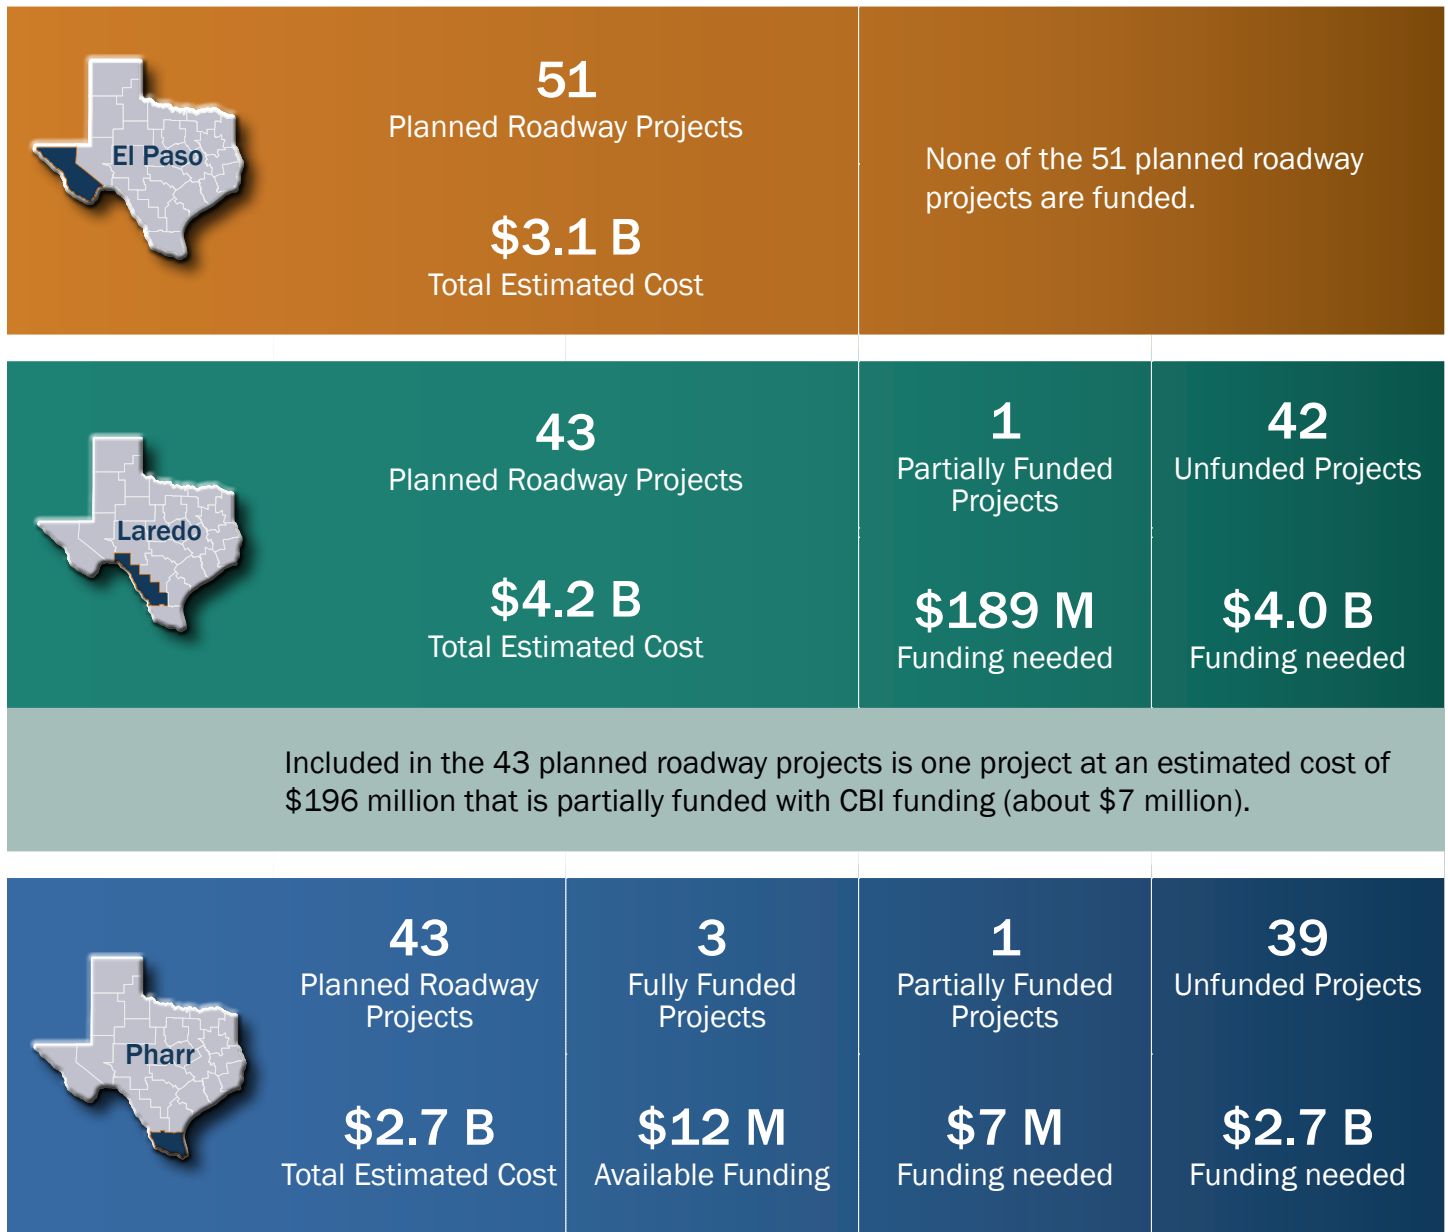 El Paso
51
Planned Roadway Projects
$3.1 B
Total Estimated Cost
None of the 51 planned roadway
projects are funded.
Laredo
43
Planned Roadway Projects
$4.2 B
Total Estimated Cost
1
Partially Funded
Projects
$189 M
Funding needed
42
Unfunded Projects
$4.0 B
Funding needed
Included in the 43 planned roadway projects is one project at an estimated cost of
$196 million that is partially funded with CBI funding (about $7 million).
Pharr
43
Planned Roadway
Projects
$2.7 B
Total Estimated Cost
3
Fully Funded
Projects
$12 M
Available Funding
1
Partially Funded
Projects
$7 M
Funding needed
39
Unfunded Projects
$2.7 B
Funding needed